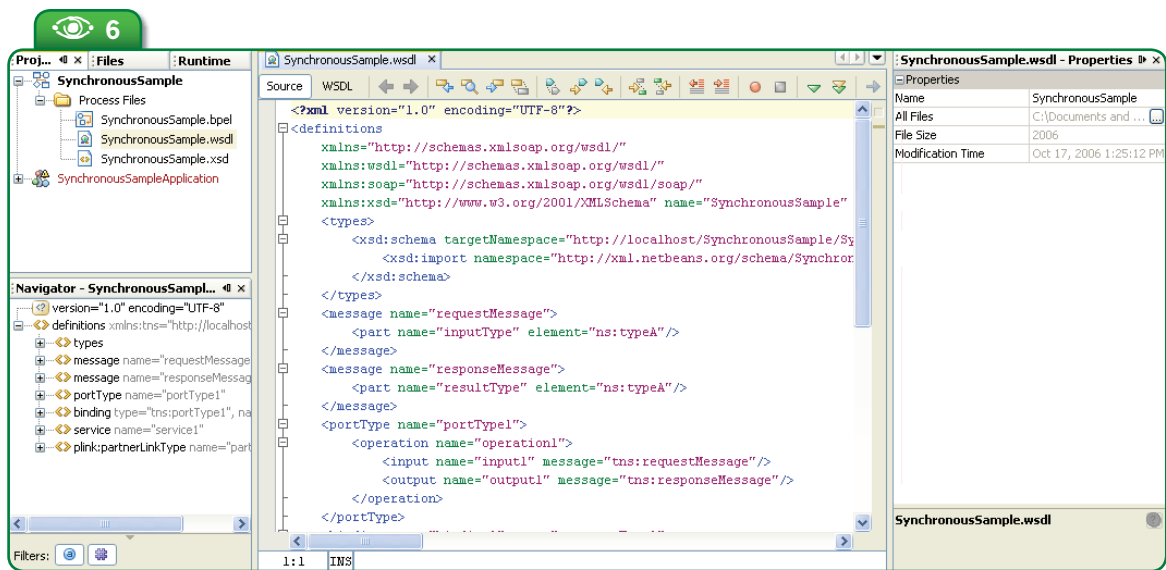 6
Proj...
Files
Runtime
SynchronousSample
Process Files
SynchronousSample.bpel
SynchronousSample.wsdl
SynchronousSample.xsd
SynchronousSampleApplication
Navigator - SynchronousSampl...
version="1.0" encoding="UTF-8"
definitions xmlns:tns="http://localhost
types
message name="requestMessage
message name="responseMessag
portType name="portType1"
binding type="tns:portType1", na
service name="service1"
plink:partnerLinkType name="part
Filters:
SynchronousSample.wsdl
Source WSDL
<?xml version="1.0" encoding="UTF-8"?>
<definitions
xmlns="http://schemas.xmlsoap.org/wsdl/"
xmlns:wsdl="http://schemas.xmlsoap.org/wsdl/"
xmlns:soap="http://schemas.xmlsoap.org/wsdl/soap/"
xmlns:xsd="http://www.w3.org/2001/XMLSchema" name="SynchronousSample"
<types>
<xsd:schema targetNamespace="http://localhost/SynchronousSample/Sy
<xsd:import namespace="http://xml.netbeans.org/schema/Synchron
</xsd:schema>
</types>
<message name="requestMessage">
<part name="inputType" element="ns:typeA"/>
</message>
<message name="responseMessage">
<part name="resultType" element="ns:typeA"/>
</message>
<portType name="portType1">
<operation name="operation1">
<input name="input1" message="tns:requestMessage"/>
<output name="output1" message="tns:responseMessage"/>
</operation>
</portType>
1:1 INS
SynchronousSample.wsdl - Properties
Properties
Name SynchronousSample
All Files C:\Documents and ... ...
File Size 2006
Modification Time Oct 17, 2006 1:25:12 PM
SynchronousSample.wsdl